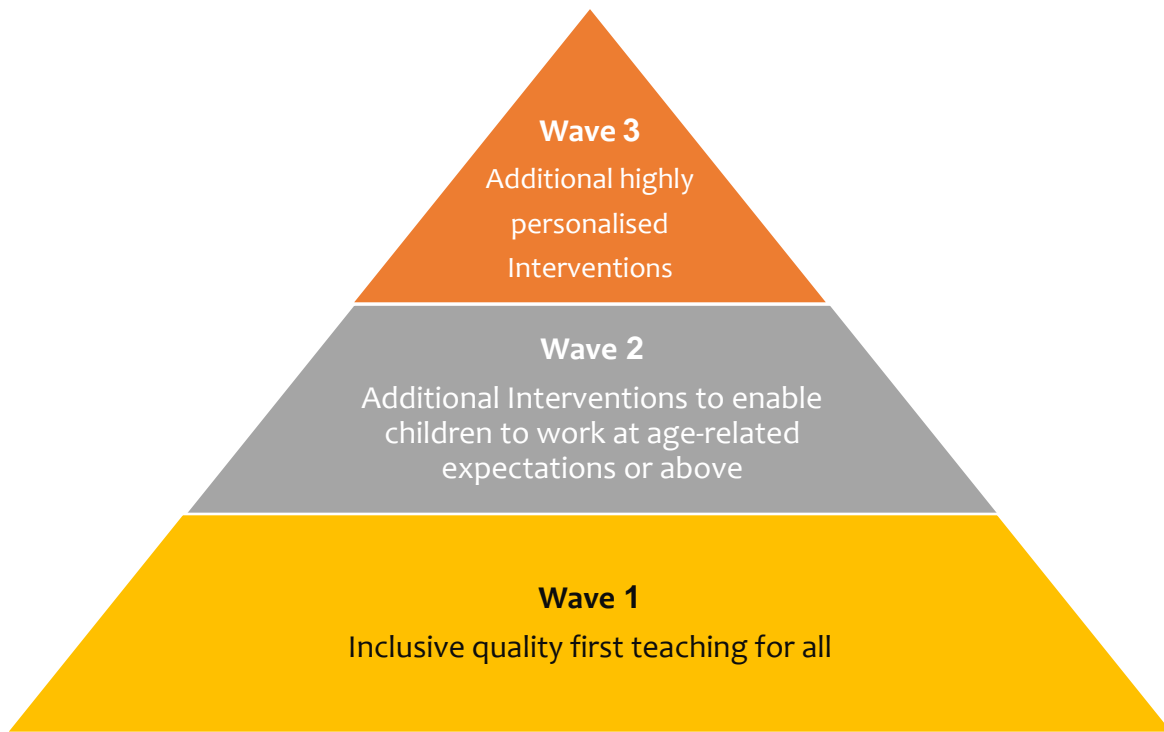 Wave 3
Additional highly
personalised
Interventions
Wave 2
Additional Interventions to enable
children to work at age-related
expectations or above
Wave 1
Inclusive quality first teaching for all